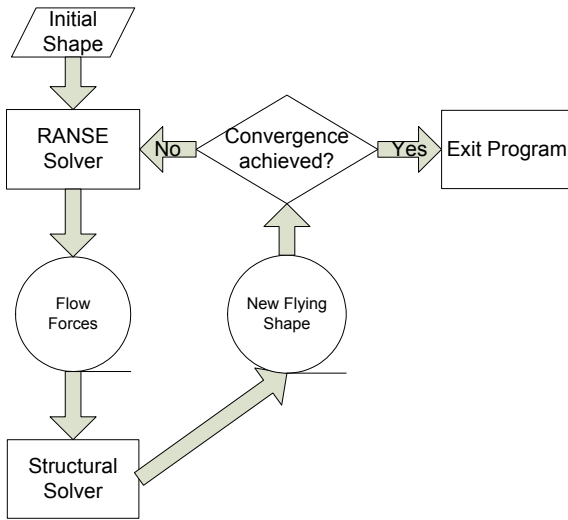 Initial
Shape
RANSE
Solver
No
Convergence
achieved?
Yes
Exit Program
Flow
Forces
New Flying
Shape
Structural
Solver